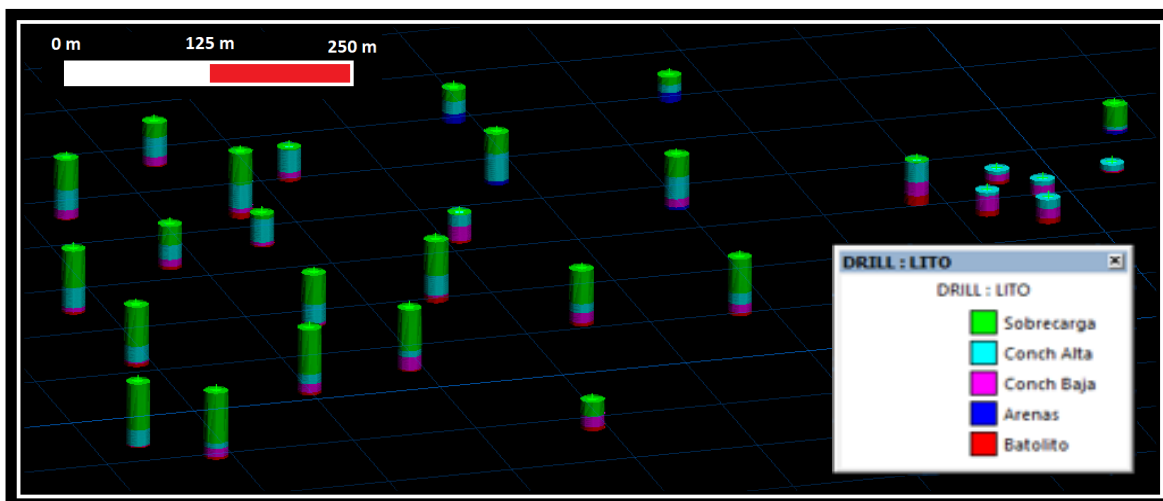 0 m 125 m 250 m
DRILL : LITO
DRILL : LITO
Sobrecarga
Conch Alta
Conch Baja
Arenas
Batolito